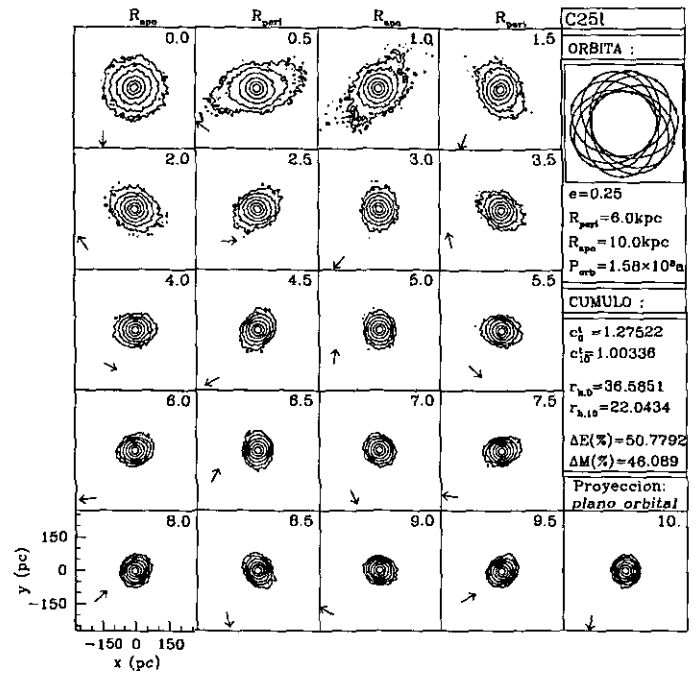 R_apo R_peri R_apo R_peri C25t
0.0 0.5 1.0 1.5
ORBITA :
2.0 2.5 3.0 3.5
e=0.25
R_peri=6.0kpc
R_apo=10.0kpc
P_orb=1.58×10⁸a
4.0 4.5 5.0 5.5
CUMULO :
c^t_0 =1.27522
c^t_10=1.00336
r_h,0=36.5851
r_h,10=22.0434
6.0 6.5 7.0 7.5
ΔE(%)=50.7792
ΔM(%)=46.089
Proyeccion:
plano orbital
8.0 8.5 9.0 9.5 10.
y (pc)
150
0
−150
−150 0 150
x (pc)